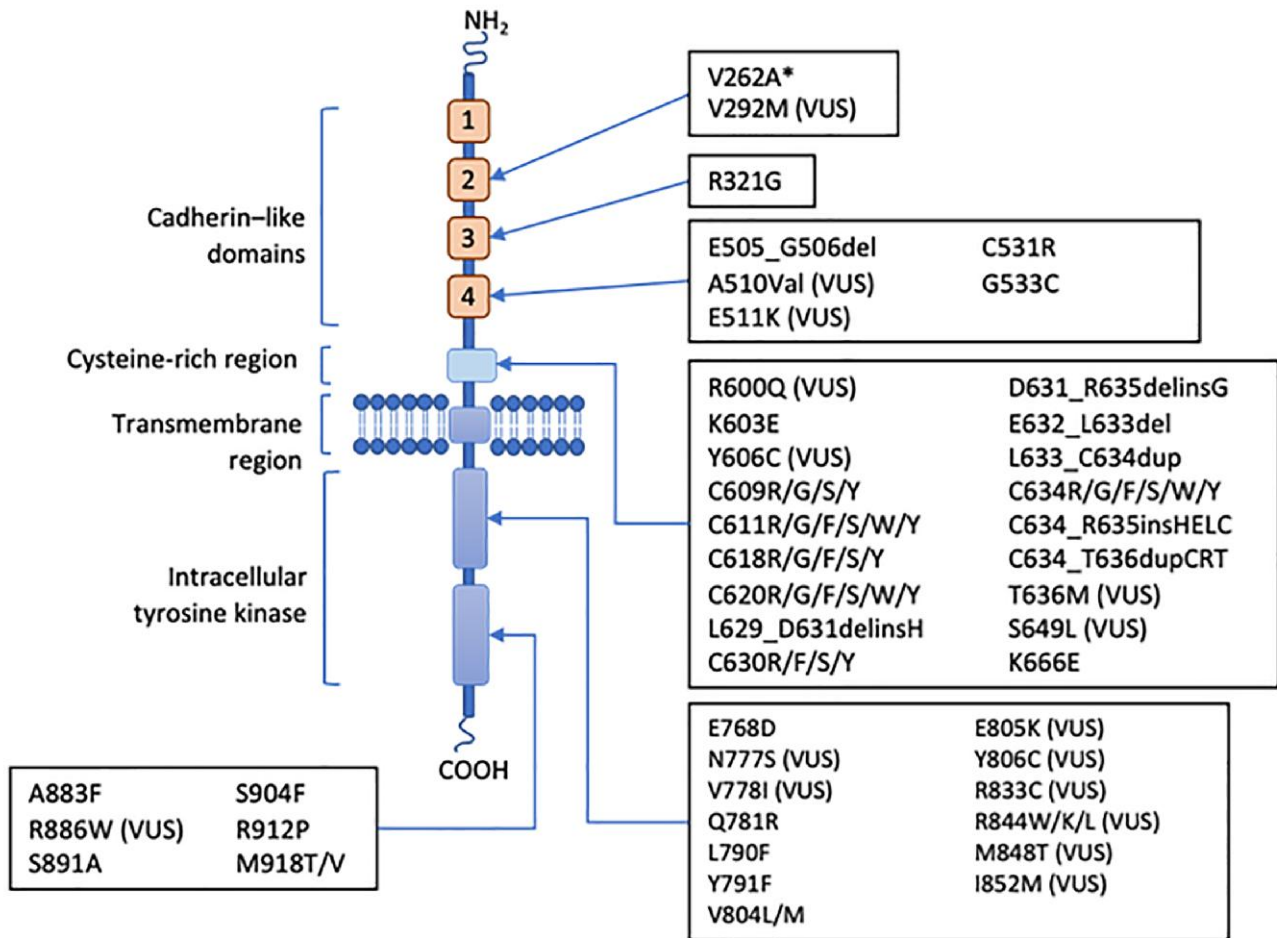 NH₂
1
2
3
4
Cadherin–like
domains
Cysteine-rich region
Transmembrane
region
Intracellular
tyrosine kinase
COOH
V262A*
V292M (VUS)
R321G
E505_G506del C531R
A510Val (VUS) G533C
E511K (VUS)
R600Q (VUS) D631_R635delinsG
K603E E632_L633del
Y606C (VUS) L633_C634dup
C609R/G/S/Y C634R/G/F/S/W/Y
C611R/G/F/S/W/Y C634_R635insHELC
C618R/G/F/S/Y C634_T636dupCRT
C620R/G/F/S/W/Y T636M (VUS)
L629_D631delinsH S649L (VUS)
C630R/F/S/Y K666E
E768D E805K (VUS)
N777S (VUS) Y806C (VUS)
V778I (VUS) R833C (VUS)
Q781R R844W/K/L (VUS)
L790F M848T (VUS)
Y791F I852M (VUS)
V804L/M
A883F S904F
R886W (VUS) R912P
S891A M918T/V